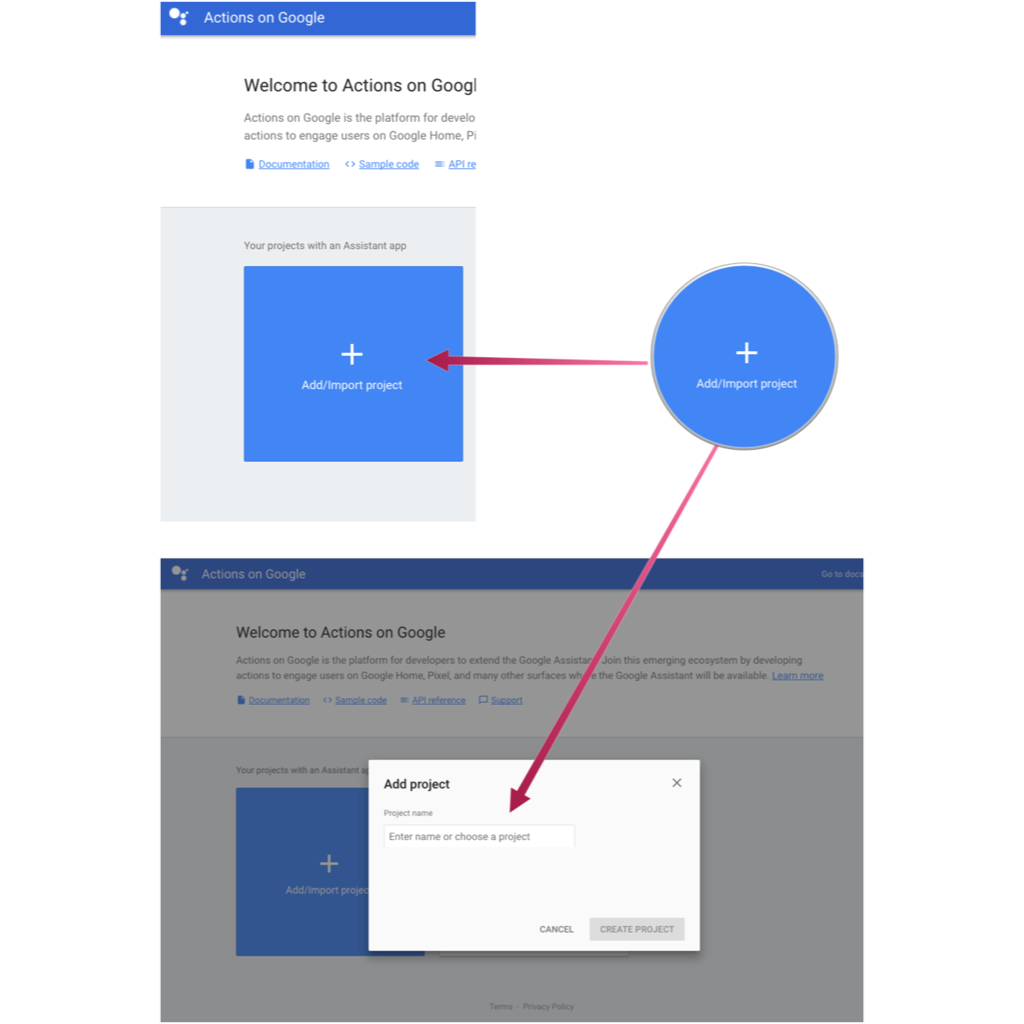 Actions on Google
Welcome to Actions on Googl
Actions on Google is the platform for develo
actions to engage users on Google Home, Pi
Documentation Sample code API re
Your projects with an Assistant app
Add/Import project
Add/Import project
Actions on Google Go to docs
Welcome to Actions on Google
Actions on Google is the platform for developers to extend the Google Assistant. Join this emerging ecosystem by developing
actions to engage users on Google Home, Pixel, and many other surfaces where the Google Assistant will be available. Learn more
Documentation Sample code API reference Support
Your projects with an Assistant ap
Add project
Project name
Enter name or choose a project
Add/Import projec
CANCEL CREATE PROJECT
Terms - Privacy Policy